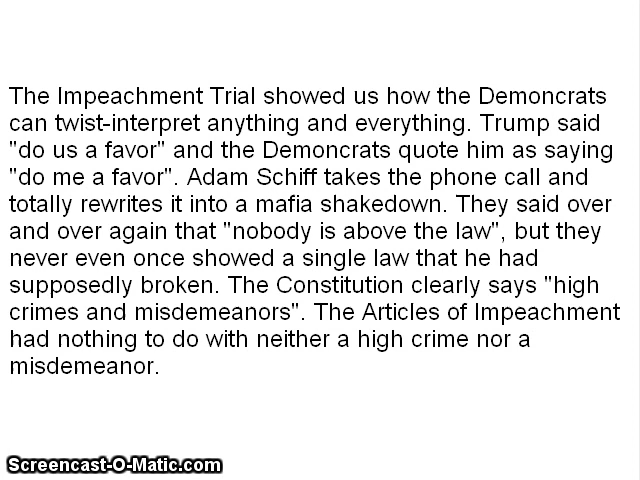 The Impeachment Trial showed us how the Demoncrats
can twist-interpret anything and everything. Trump said
"do us a favor" and the Demoncrats quote him as saying
"do me a favor". Adam Schiff takes the phone call and
totally rewrites it into a mafia shakedown. They said over
and over again that "nobody is above the law", but they
never even once showed a single law that he had
supposedly broken. The Constitution clearly says "high
crimes and misdemeanors". The Articles of Impeachment
had nothing to do with neither a high crime nor a
misdemeanor.
Screencast-O-Matic.com